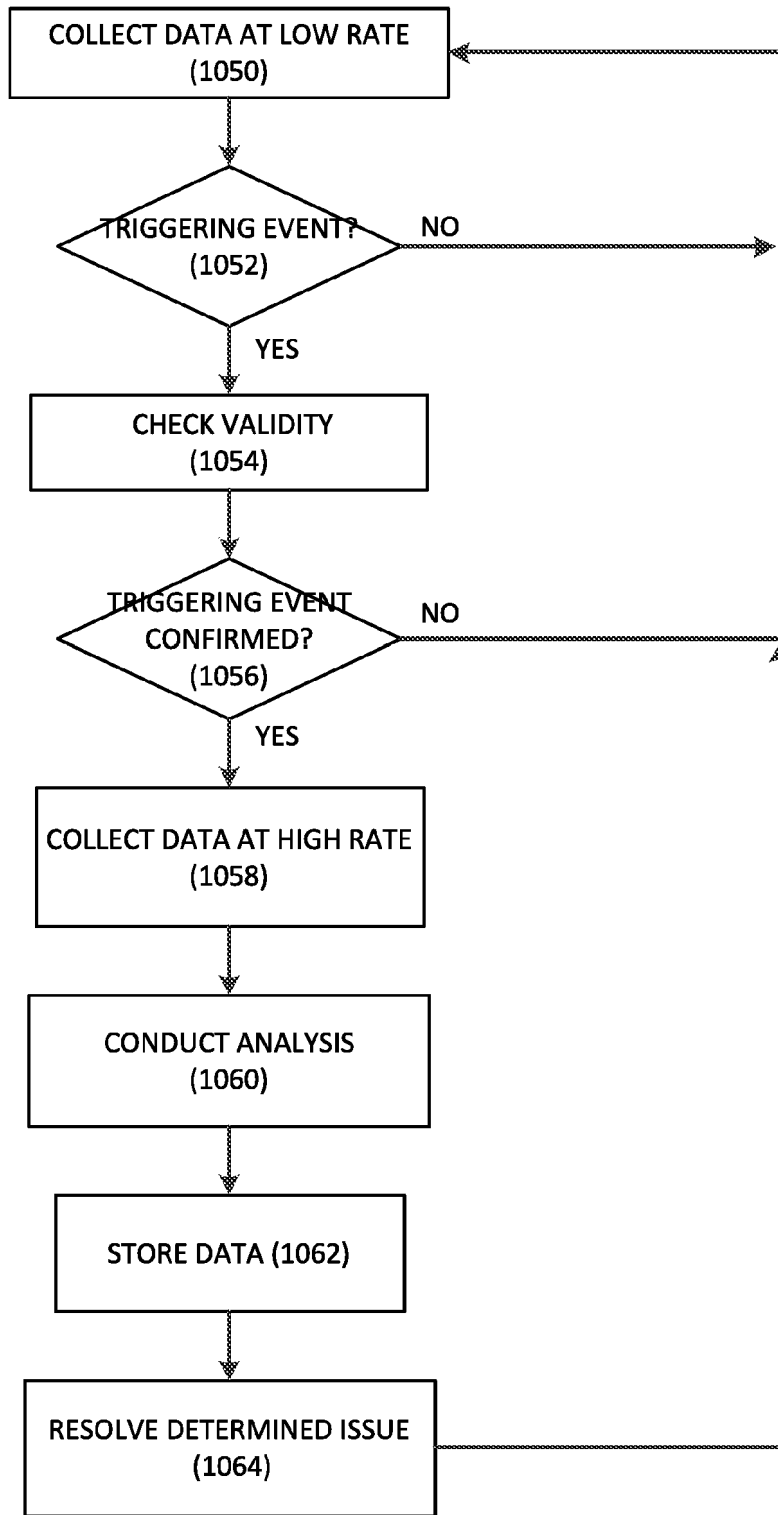 COLLECT DATA AT LOW RATE
(1050)
TRIGGERING EVENT?
(1052)
NO
YES
CHECK VALIDITY
(1054)
TRIGGERING EVENT
CONFIRMED?
(1056)
NO
YES
COLLECT DATA AT HIGH RATE
(1058)
CONDUCT ANALYSIS
(1060)
STORE DATA (1062)
RESOLVE DETERMINED ISSUE
(1064)